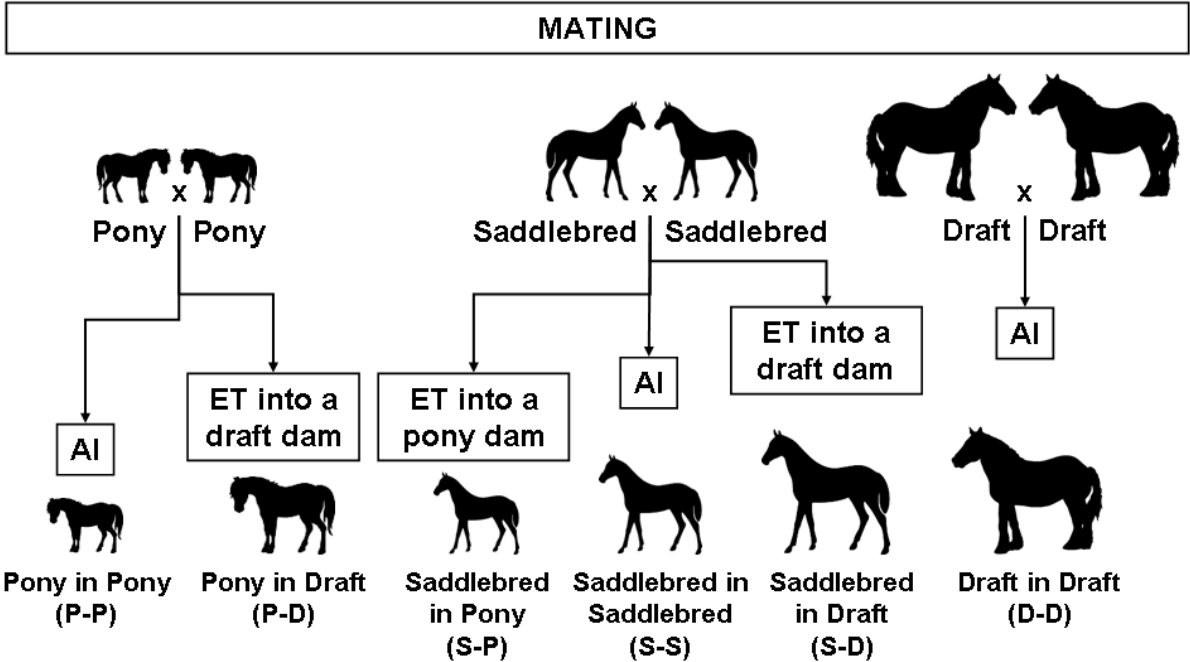 MATING
x
Pony
Pony
x
Saddlebred
Saddlebred
x
Draft
Draft
AI
ET into a
draft dam
ET into a
pony dam
AI
ET into a
draft dam
AI
Pony in Pony
(P-P)
Pony in Draft
(P-D)
Saddlebred
in Pony
(S-P)
Saddlebred in
Saddlebred
(S-S)
Saddlebred
in Draft
(S-D)
Draft in Draft
(D-D)